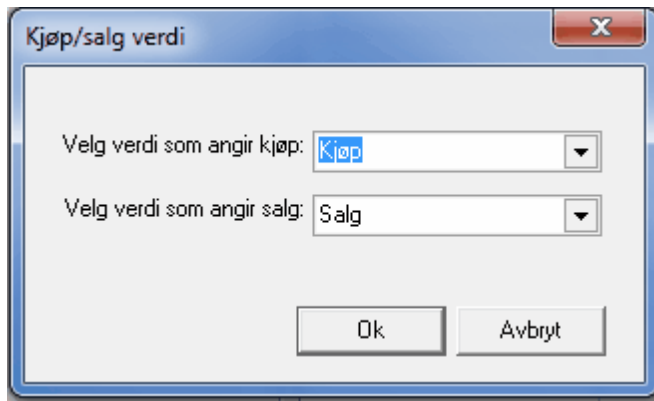 Kjøp/salg verdi
Velg verdi som angir kjøp: Kjøp
Velg verdi som angir salg: Salg
Ok Avbryt